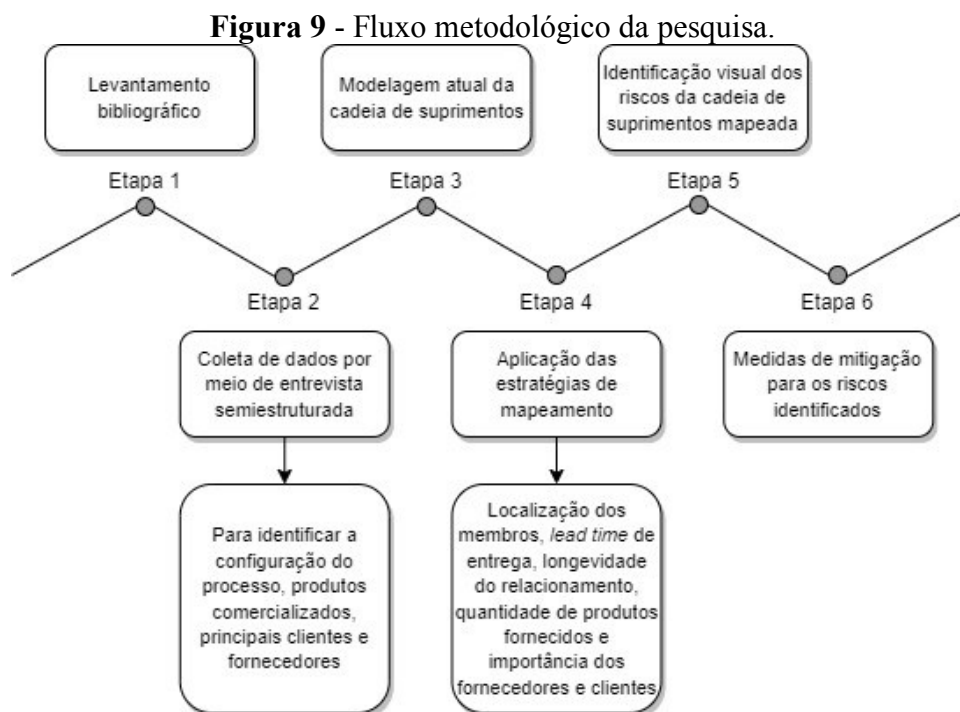 Figura 9 - Fluxo metodológico da pesquisa.
Levantamento
bibliográfico
Etapa 1
Etapa 2
Coleta de dados por
meio de entrevista
semiestruturada
Para identificar a
configuração do
processo, produtos
comercializados,
principais clientes e
fornecedores
Modelagem atual da
cadeia de suprimentos
Etapa 3
Etapa 4
Aplicação das
estratégias de
mapeamento
Localização dos
membros, lead time de
entrega, longevidade
do relacionamento,
quantidade de produtos
fornecidos e
importância dos
fornecedores e clientes
Identificação visual dos
riscos da cadeia de
suprimentos mapeada
Etapa 5
Etapa 6
Medidas de mitigação
para os riscos
identificados